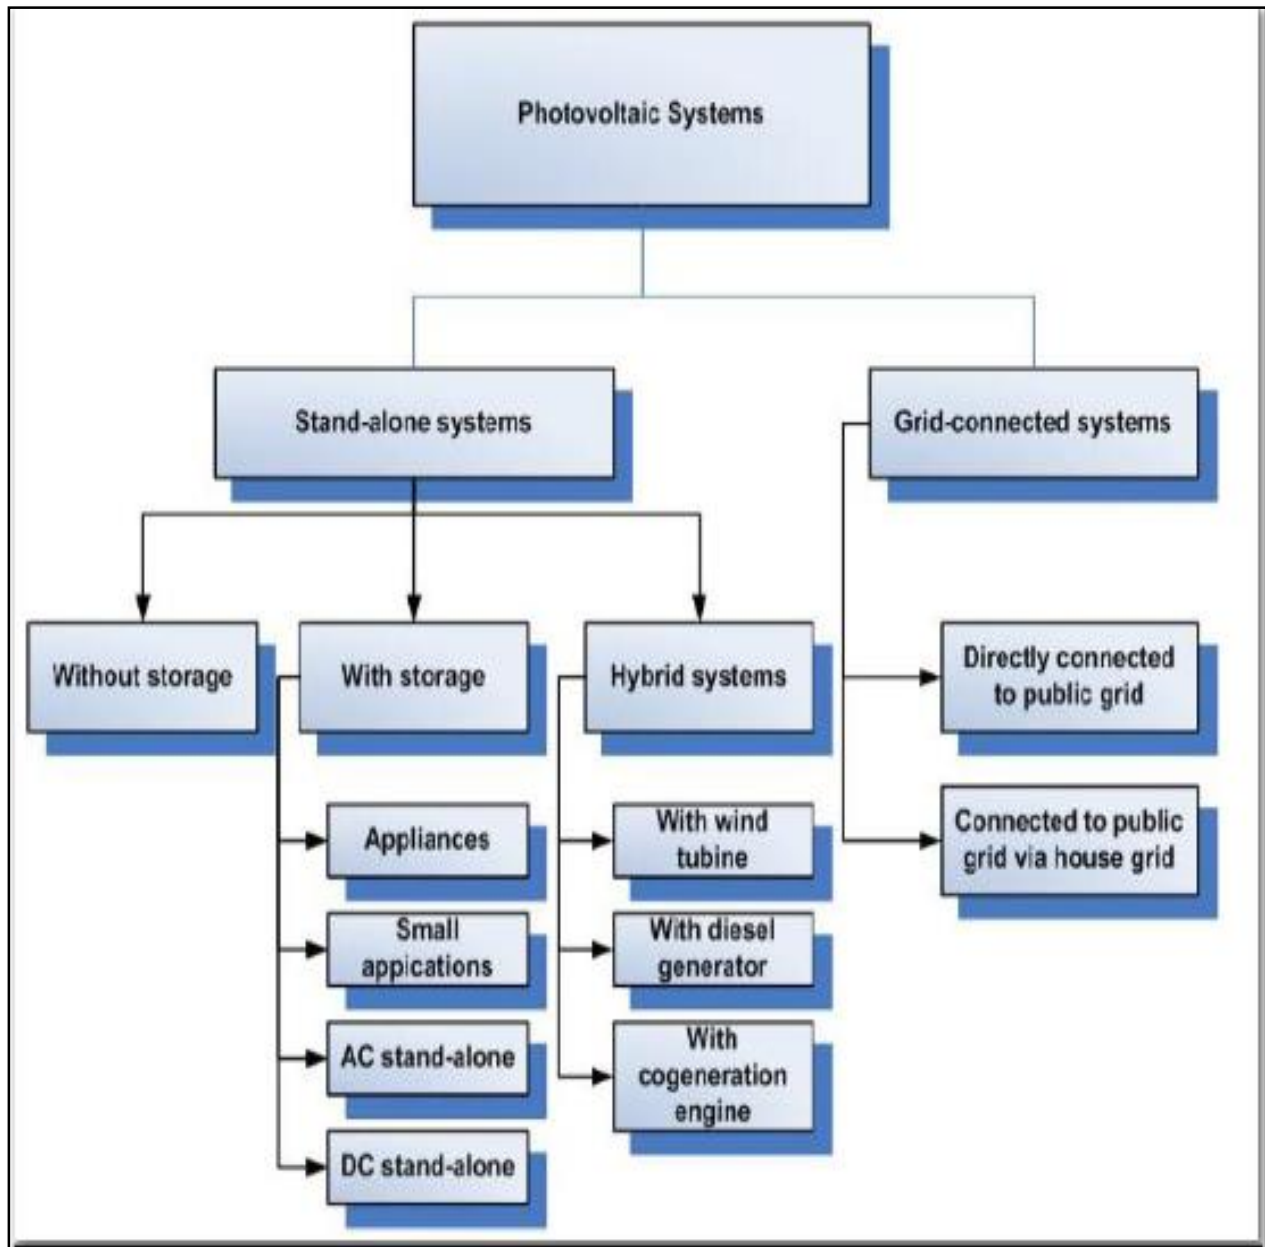 Photovoltaic Systems
Stand-alone systems
Grid-connected systems
Without storage
With storage
Hybrid systems
Directly connected
to public grid
Appliances
With wind
tubine
Connected to public
grid via house grid
Small
appications
With diesel
generator
AC stand-alone
With
cogeneration
engine
DC stand-alone